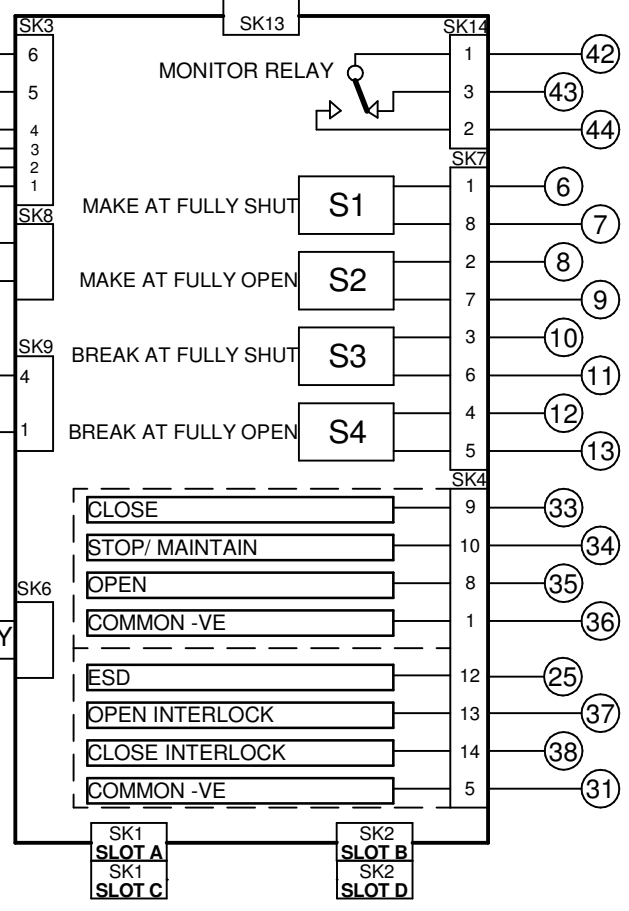 SK3
SK13
SK14
6
MONITOR RELAY
1
42
5
3
43
4
2
44
3
2
1
SK7
MAKE AT FULLY SHUT
S1
1
6
8
7
SK8
MAKE AT FULLY OPEN
S2
2
8
7
9
SK9
BREAK AT FULLY SHUT
S3
3
10
4
6
11
1
BREAK AT FULLY OPEN
S4
4
12
5
13
SK4
CLOSE
9
33
STOP/ MAINTAIN
10
34
SK6
OPEN
8
35
COMMON -VE
1
36
Y
ESD
12
25
OPEN INTERLOCK
13
37
CLOSE INTERLOCK
14
38
COMMON -VE
5
31
SK1
SLOT A
SK1
SLOT C
SK2
SLOT B
SK2
SLOT D